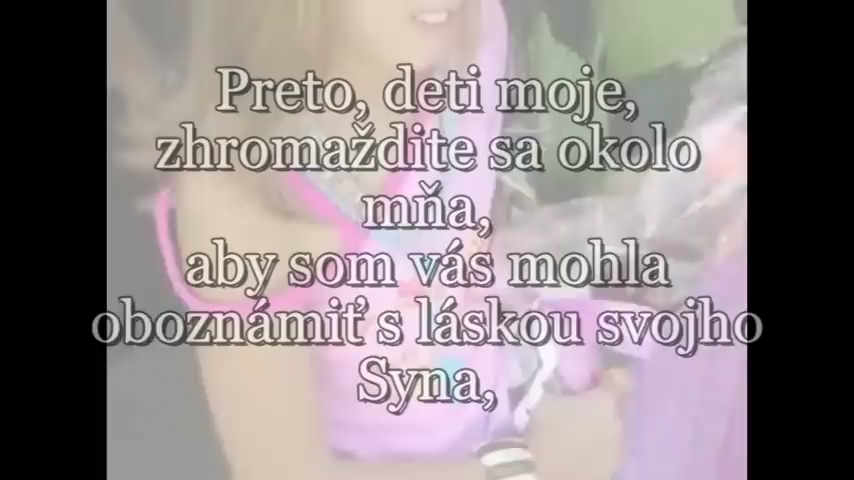 Preto, deti moje,
zhromaždite sa okolo
mňa,
aby som vás mohla
oboznámiť s láskou svojho
Syna,